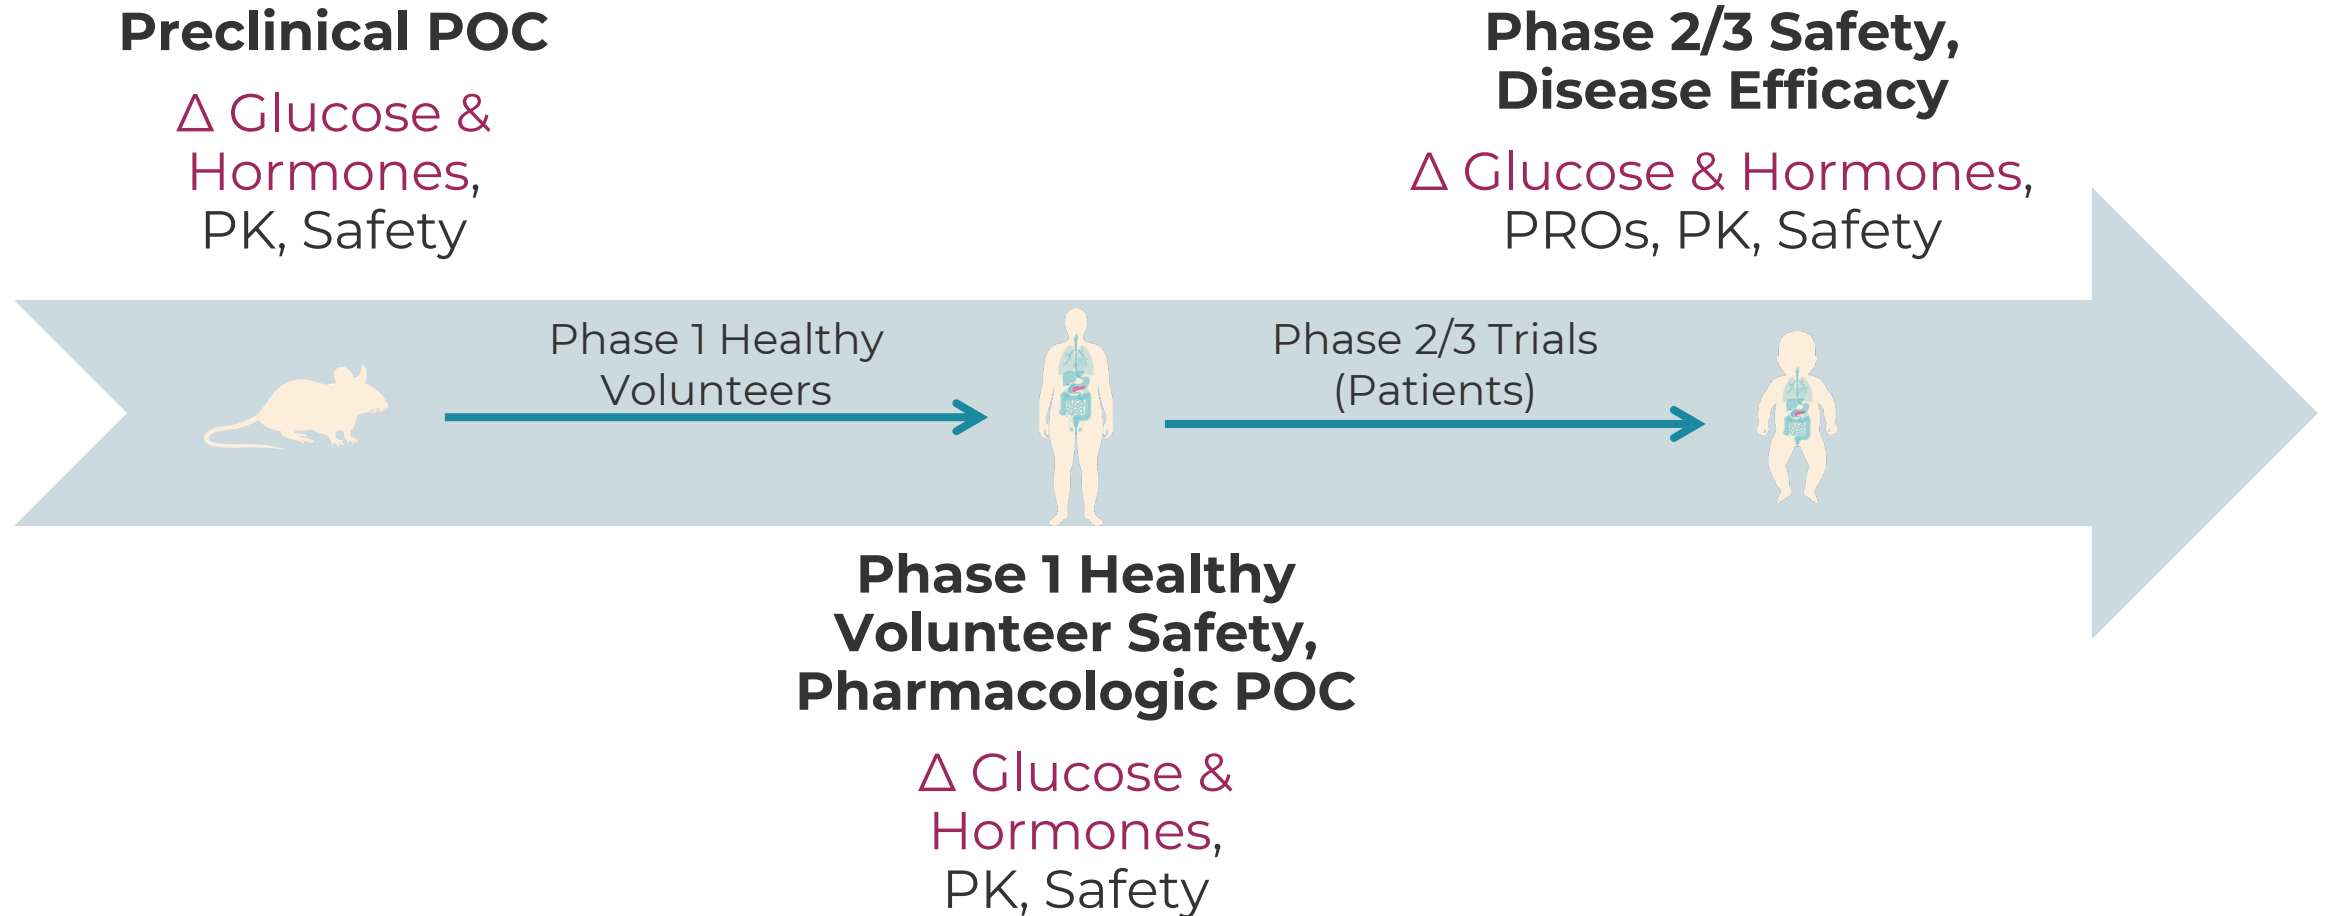 Preclinical POC
Δ Glucose &
Hormones,
PK, Safety
Phase 2/3 Safety,
Disease Efficacy
Δ Glucose & Hormones,
PROs, PK, Safety
Phase 1 Healthy
Volunteers
Phase 2/3 Trials
(Patients)
Phase 1 Healthy
Volunteer Safety,
Pharmacologic POC
Δ Glucose &
Hormones,
PK, Safety